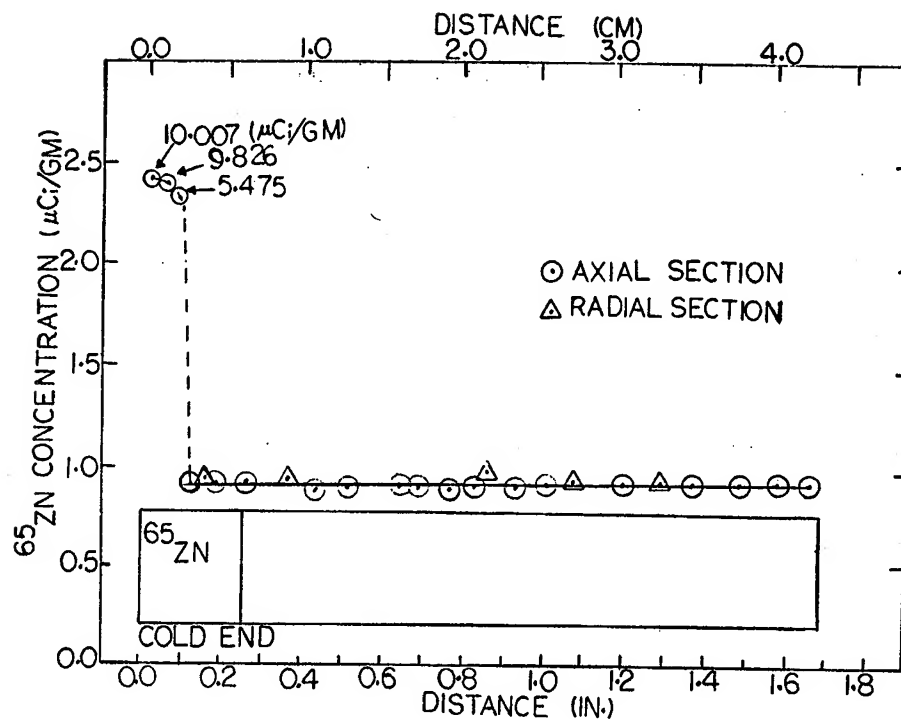 DISTANCE (CM)
0.0 1.0 2.0 3.0 4.0
10.007 (μCi/GM)
9.826
5.475
2.5
2.0
1.5
1.0
0.5
0.0
⁶⁵ZN CONCENTRATION (μCi/GM)
AXIAL SECTION
RADIAL SECTION
⁶⁵ZN
COLD END
0 0.2 0.4 0.6 0.8 1.0 1.2 1.4 1.6 1.8
DISTANCE (IN.)